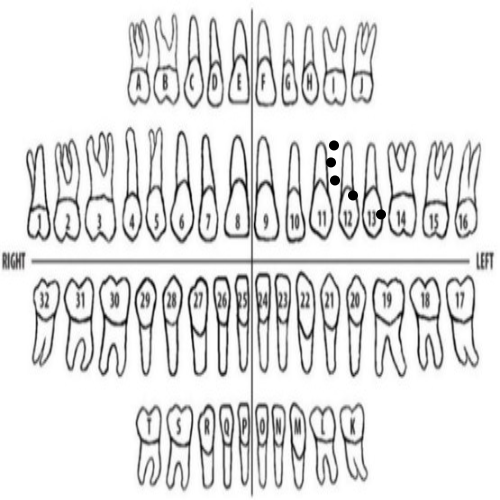 A B C D E F G H I J
1 2 3 4 5 6 7 8 9 10 11 12 13 14 15 16
RIGHT LEFT
32 31 30 29 28 27 26 25 24 23 22 21 20 19 18 17
T S R Q P O N M L K